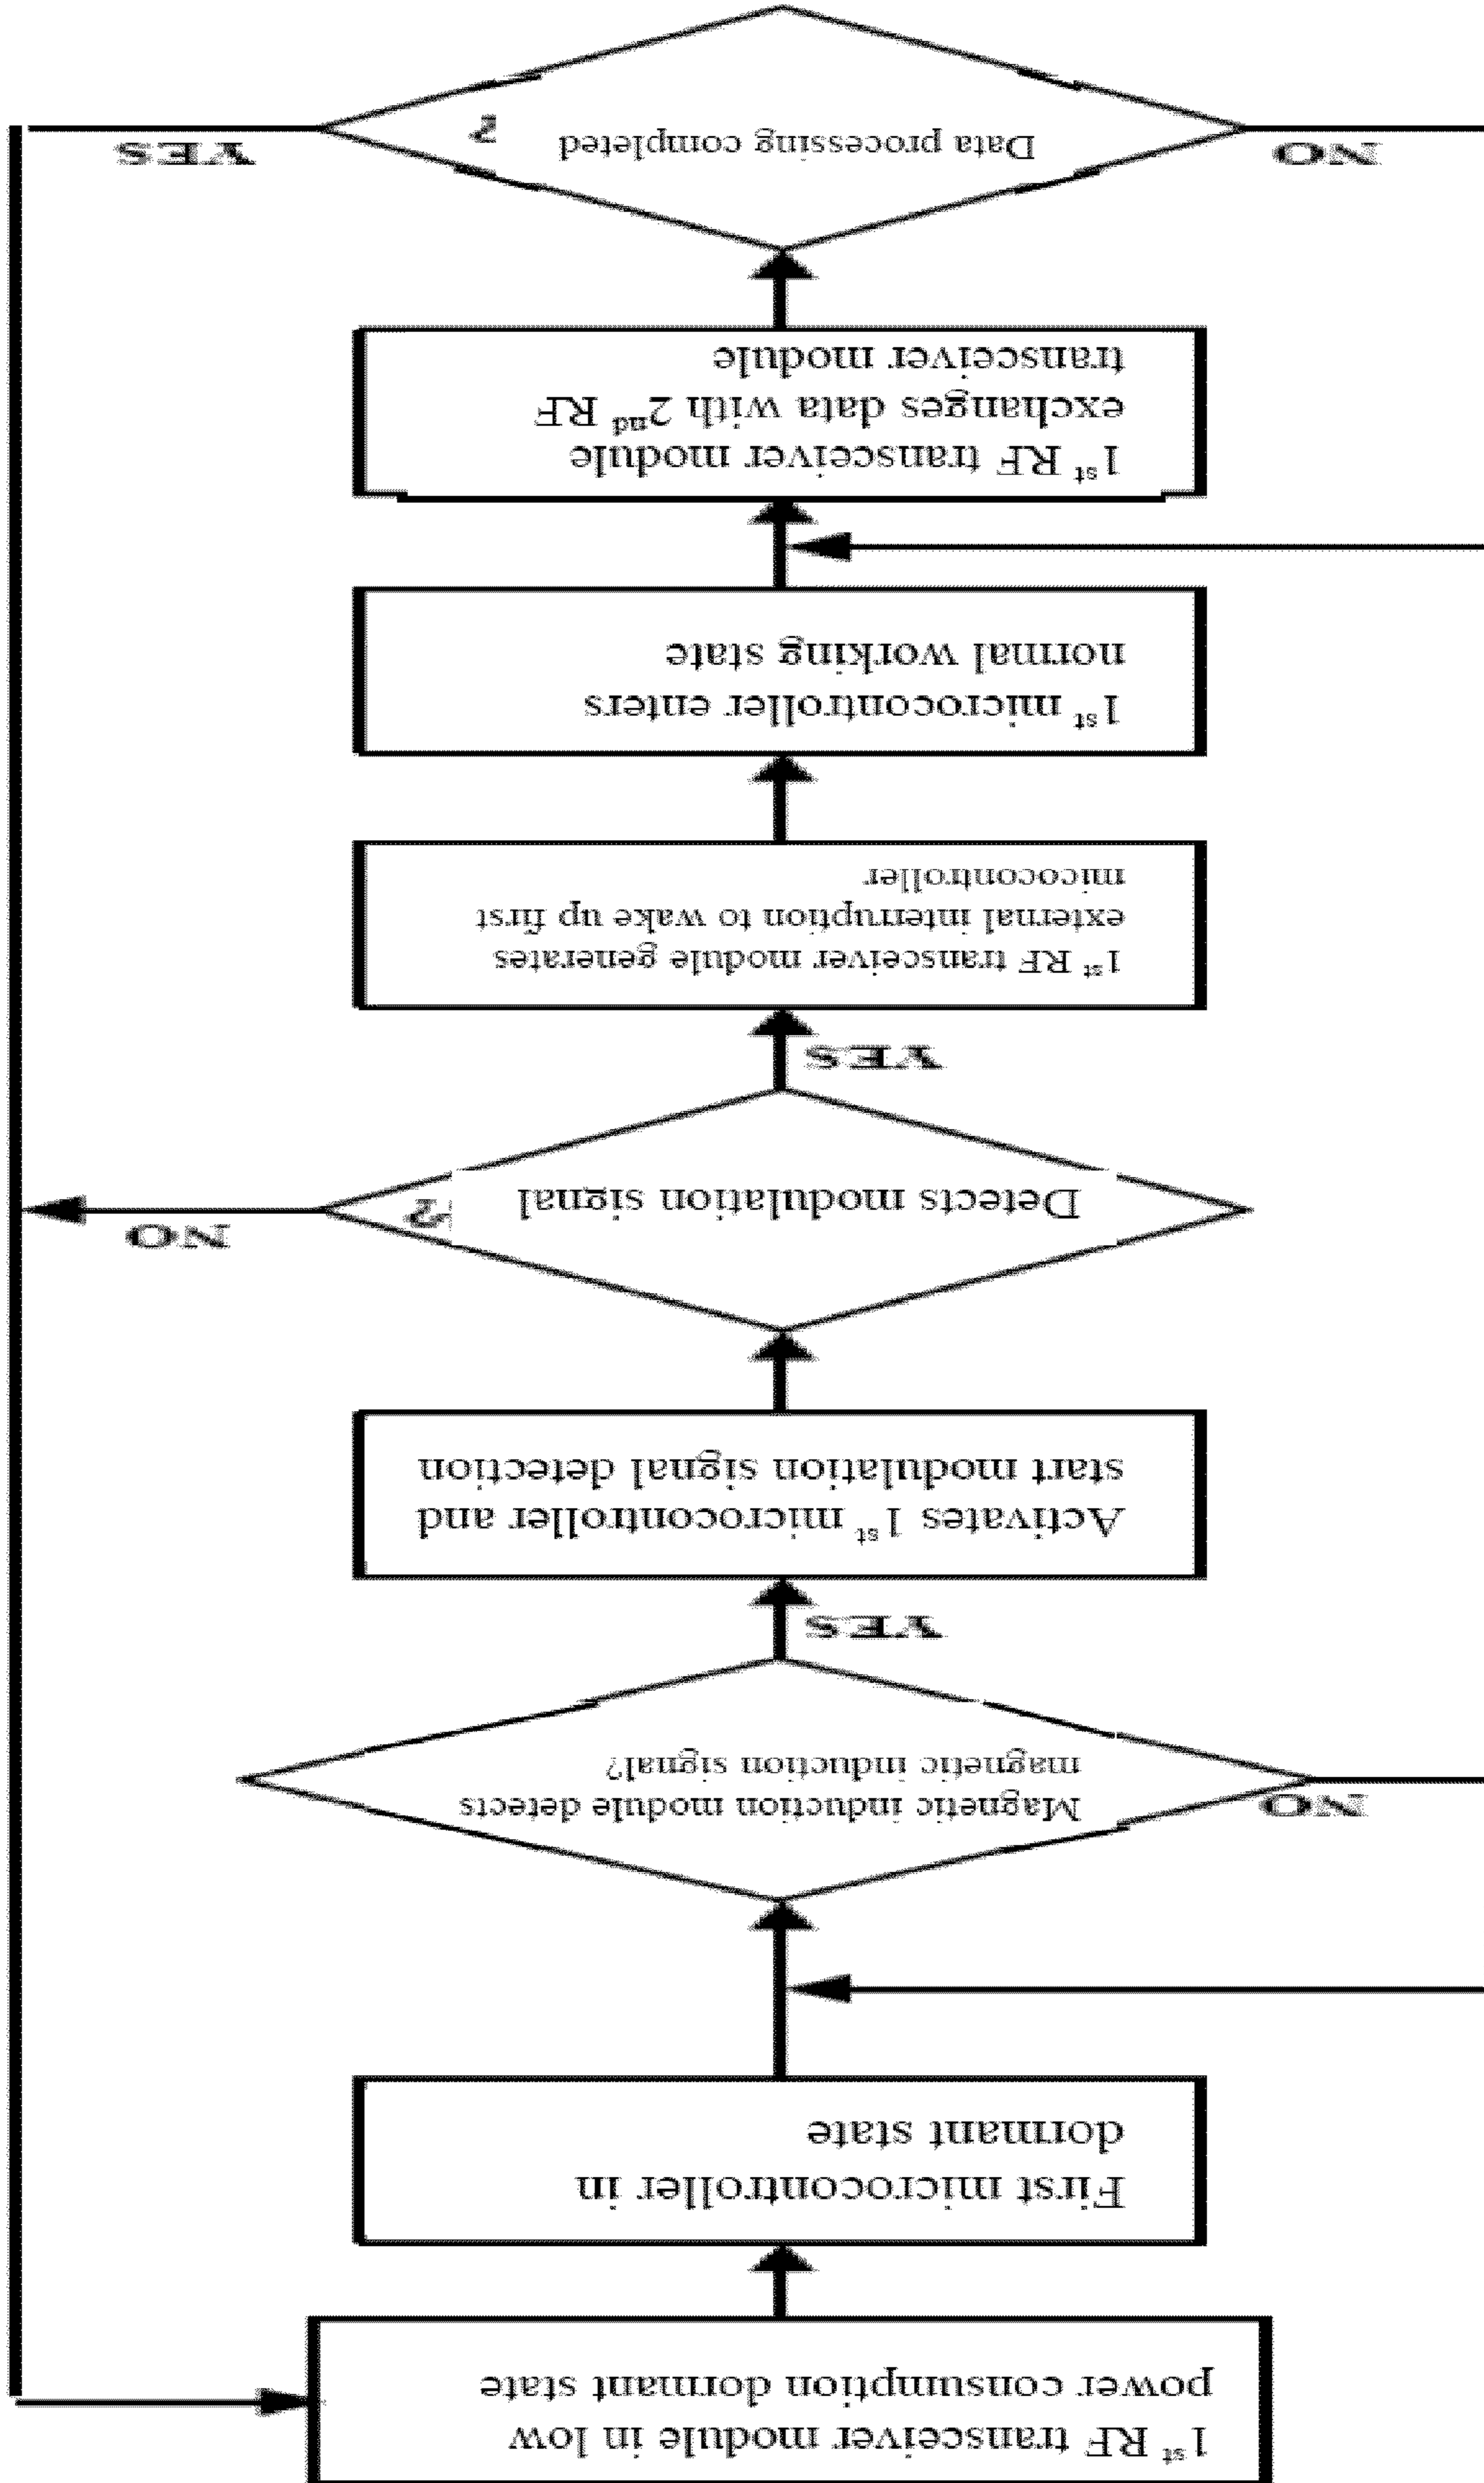 1st RF transceiver module in low
power consumption dormant state
First microcontroller in
dormant state
Magnetic induction module detects
magnetic induction signal?
NO
YES
Activates 1st microcontroller and
start modulation signal detection
Detects modulation signal ?
NO
YES
1st RF transceiver module generates
external interruption to wake up first
micocontroller
1st microcontroller enters
normal working state
1st RF transceiver module
exchanges data with 2nd RF
transceiver module
NO
Data processing completed ?
YES